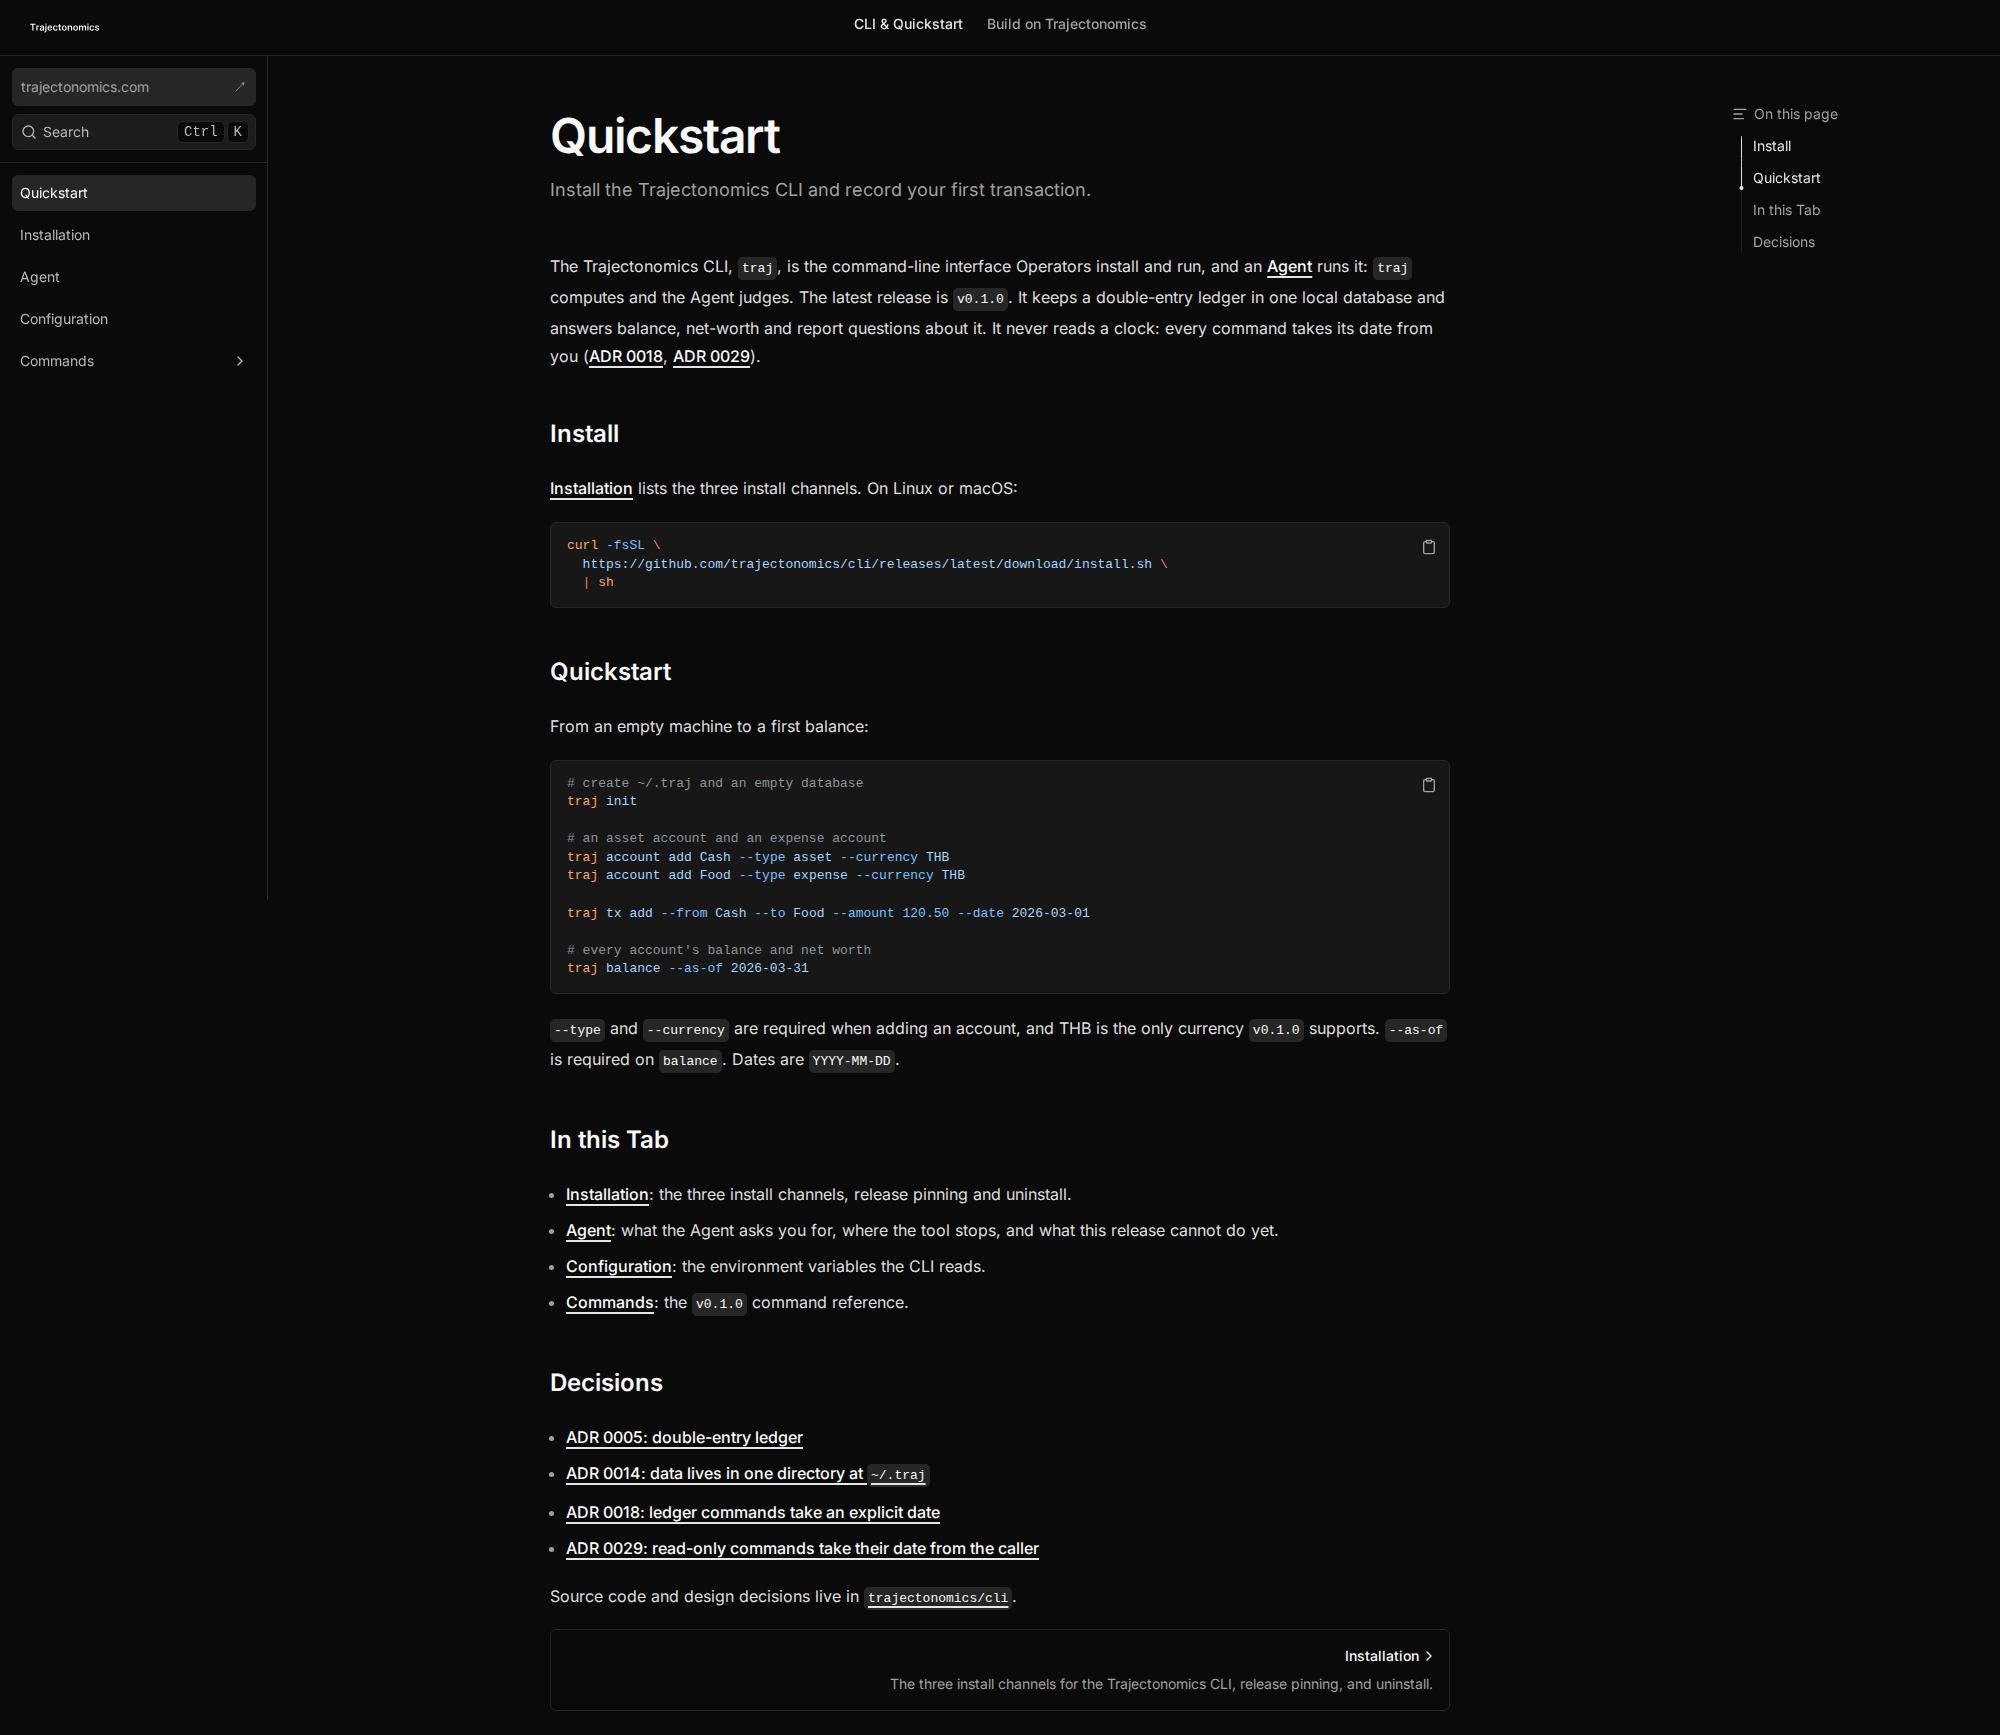 Trajectonomics
CLI & Quickstart
Build on Trajectonomics
trajectonomics.com
Search
Ctrl K
Quickstart
Installation
Agent
Configuration
Commands
Quickstart
Install the Trajectonomics CLI and record your first transaction.
The Trajectonomics CLI, traj, is the command-line interface Operators install and run, and an Agent runs it: traj
computes and the Agent judges. The latest release is v0.1.0. It keeps a double-entry ledger in one local database and
answers balance, net-worth and report questions about it. It never reads a clock: every command takes its date from
you (ADR 0018, ADR 0029).
Install
Installation lists the three install channels. On Linux or macOS:
curl -fsSL \
  https://github.com/trajectonomics/cli/releases/latest/download/install.sh \
  | sh
Quickstart
From an empty machine to a first balance:
# create ~/.traj and an empty database
traj init
# an asset account and an expense account
traj account add Cash --type asset --currency THB
traj account add Food --type expense --currency THB
traj tx add --from Cash --to Food --amount 120.50 --date 2026-03-01
# every account's balance and net worth
traj balance --as-of 2026-03-31
--type and --currency are required when adding an account, and THB is the only currency v0.1.0 supports. --as-of
is required on balance. Dates are YYYY-MM-DD.
In this Tab
• Installation: the three install channels, release pinning and uninstall.
• Agent: what the Agent asks you for, where the tool stops, and what this release cannot do yet.
• Configuration: the environment variables the CLI reads.
• Commands: the v0.1.0 command reference.
Decisions
• ADR 0005: double-entry ledger
• ADR 0014: data lives in one directory at ~/.traj
• ADR 0018: ledger commands take an explicit date
• ADR 0029: read-only commands take their date from the caller
Source code and design decisions live in trajectonomics/cli.
Installation
The three install channels for the Trajectonomics CLI, release pinning, and uninstall.
On this page
Install
Quickstart
In this Tab
Decisions